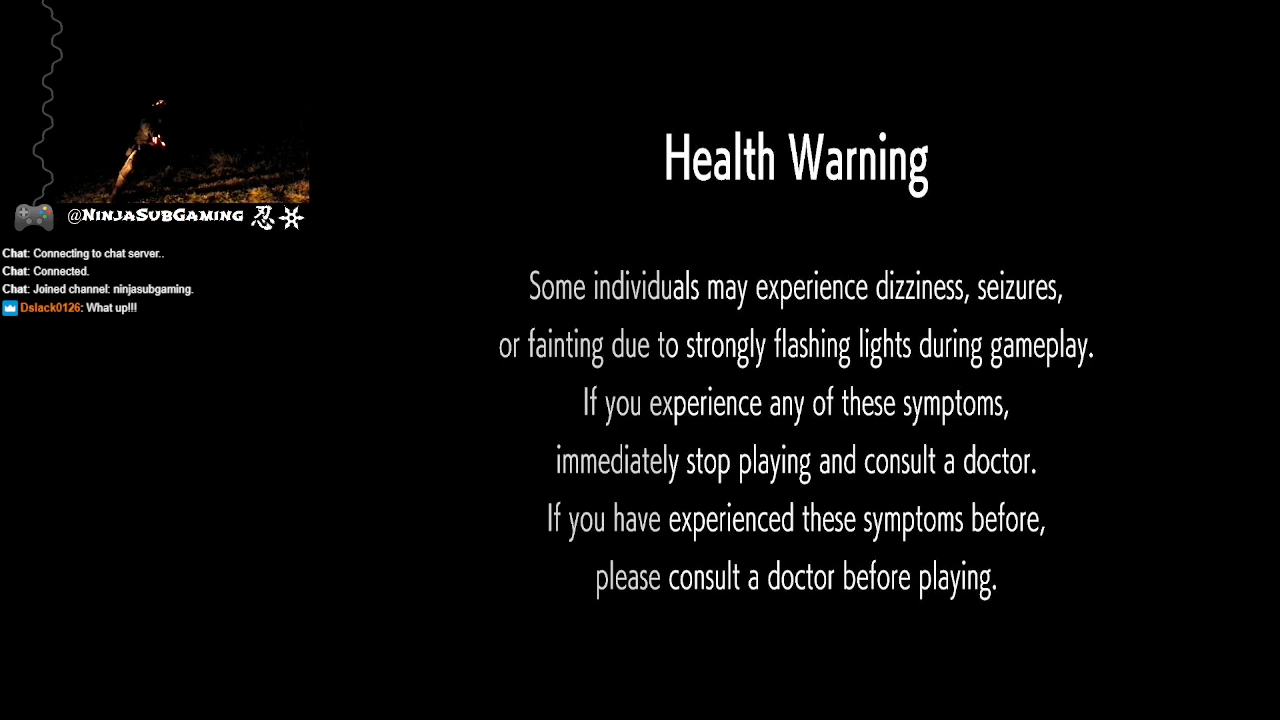 @NinjaSubGaming 忍
Chat: Connecting to chat server..
Chat: Connected.
Chat: Joined channel: ninjasubgaming.
Dslack0126: What up!!!
Health Warning
Some individuals may experience dizziness, seizures,
or fainting due to strongly flashing lights during gameplay.
If you experience any of these symptoms,
immediately stop playing and consult a doctor.
If you have experienced these symptoms before,
please consult a doctor before playing.